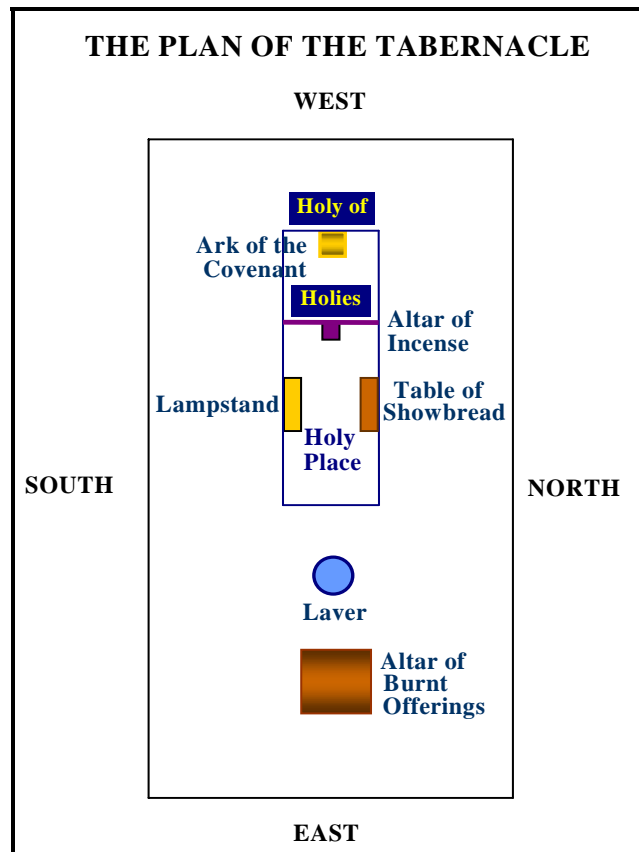 THE PLAN OF THE TABERNACLE
WEST
Holy of
Ark of the
Covenant
Holies
Altar of
Incense
Lampstand
Table of
Showbread
Holy
Place
SOUTH
NORTH
Laver
Altar of
Burnt
Offerings
EAST